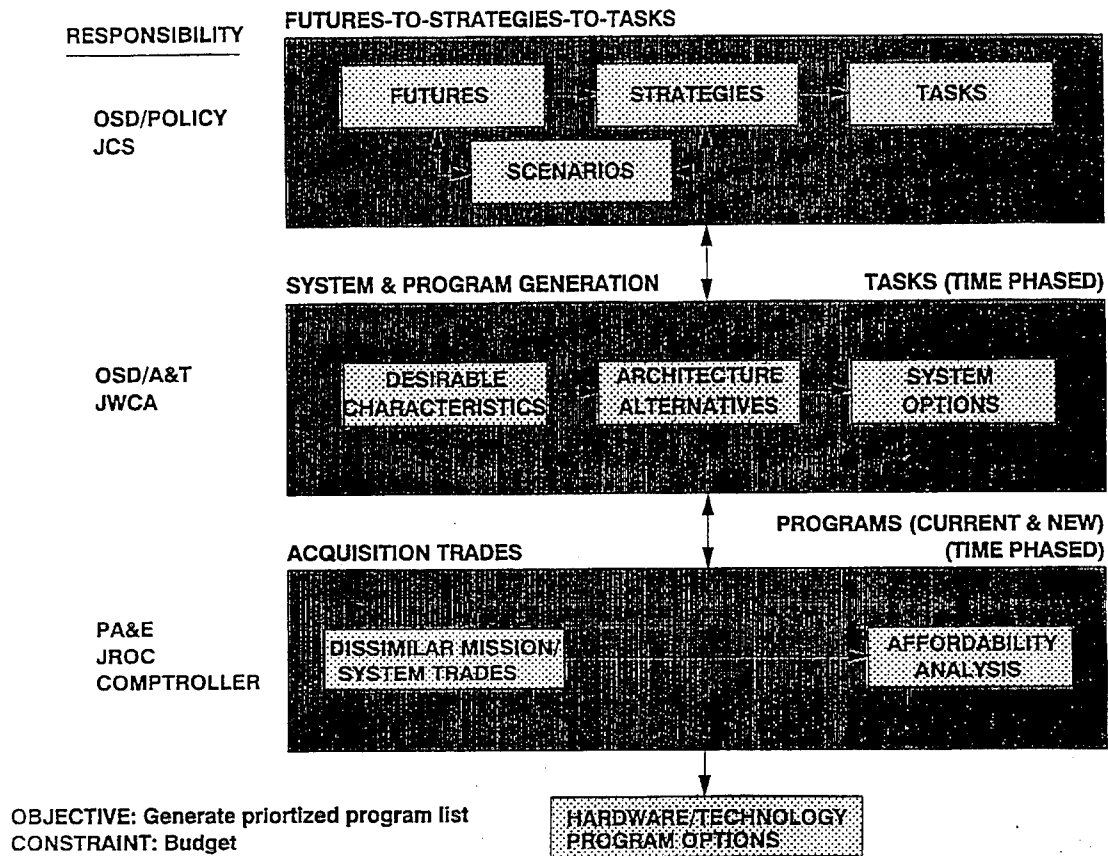 FUTURES-TO-STRATEGIES-TO-TASKS
RESPONSIBILITY
FUTURES
STRATEGIES
TASKS
OSD/POLICY
JCS
SCENARIOS
SYSTEM & PROGRAM GENERATION
TASKS (TIME PHASED)
OSD/A&T
JWCA
DESIRABLE
CHARACTERISTICS
ARCHITECTURE
ALTERNATIVES
SYSTEM
OPTIONS
PROGRAMS (CURRENT & NEW)
(TIME PHASED)
ACQUISITION TRADES
PA&E
JROC
COMPTROLLER
DISSIMILAR MISSION/
SYSTEM TRADES
AFFORDABILITY
ANALYSIS
OBJECTIVE: Generate priortized program list
CONSTRAINT: Budget
HARDWARE/TECHNOLOGY
PROGRAM OPTIONS